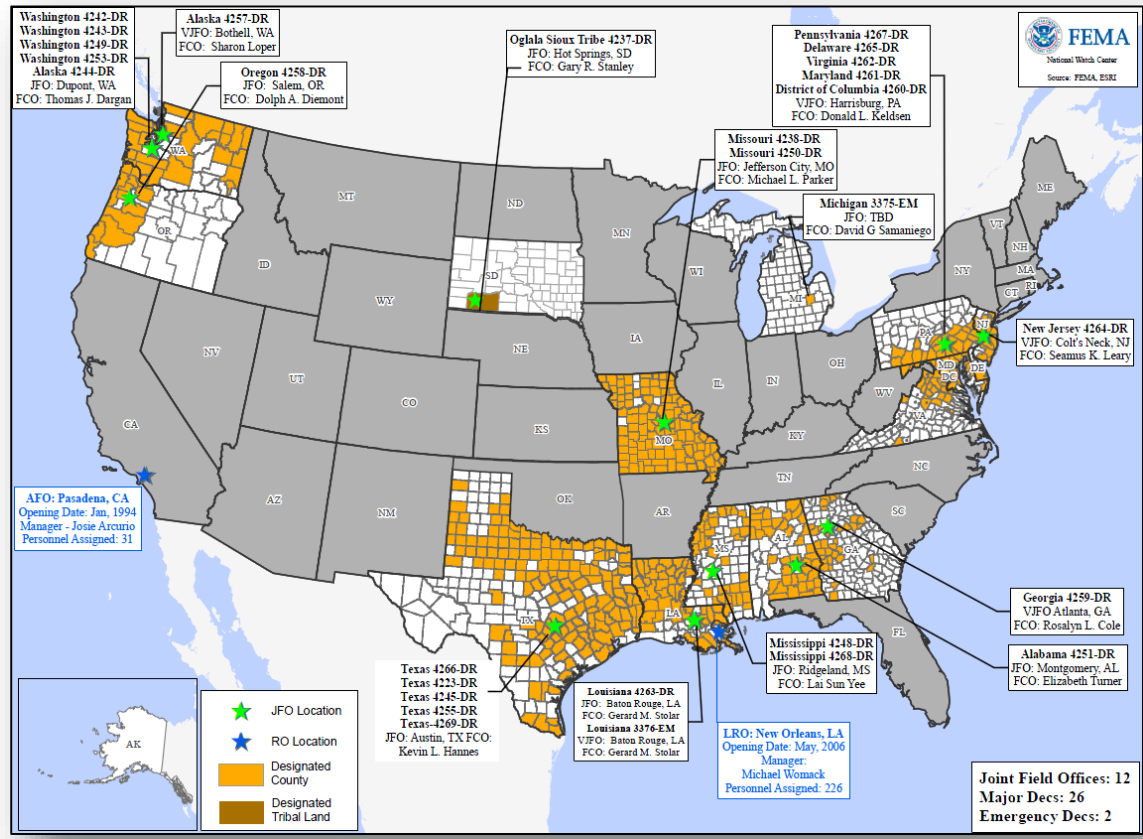 Washington 4242-DR
Washington 4243-DR
Washington 4249-DR
Washington 4253-DR
Alaska 4244-DR
JFO: Dupont, WA
FCO: Thomas J. Dargan
Alaska 4257-DR
VJFO: Bothell, WA
FCO: Sharon Loper
Oregon 4258-DR
JFO: Salem, OR
FCO: Dolph A. Diemont
Oglala Sioux Tribe 4237-DR
JFO: Hot Springs, SD
FCO: Gary R. Stanley
Pennsylvania 4267-DR
Delaware 4265-DR
Virginia 4262-DR
Maryland 4261-DR
District of Columbia 4260-DR
VJFO: Harrisburg, PA
FCO: Donald L. Keldsen
FEMA
National Watch Center
Source: FEMA, ESRI
Missouri 4238-DR
Missouri 4250-DR
JFO: Jefferson City, MO
FCO: Michael L. Parker
Michigan 3375-EM
JFO: TBD
FCO: David G Samaniego
New Jersey 4264-DR
VJFO: Colt's Neck, NJ
FCO: Seamus K. Leary
WA
OR
MT
ND
MN
ME
VT
NH
ID
SD
WI
NY
MA
RI
CT
WY
MI
PA
NJ
NV
NE
IA
OH
MD
DE
DC
UT
CO
IL
IN
WV
VA
CA
KS
MO
KY
AZ
NM
OK
AR
TN
NC
SC
MS
AL
GA
TX
LA
FL
AK
AFO: Pasadena, CA
Opening Date: Jan, 1994
Manager - Josie Arcurio
Personnel Assigned: 31
Georgia 4259-DR
VJFO Atlanta, GA
FCO: Rosalyn L. Cole
Alabama 4251-DR
JFO: Montgomery, AL
FCO: Elizabeth Turner
Mississippi 4248-DR
Mississippi 4268-DR
JFO: Ridgeland, MS
FCO: Lai Sun Yee
Texas 4266-DR
Texas 4223-DR
Texas 4245-DR
Texas 4255-DR
Texas-4269-DR
JFO: Austin, TX FCO:
Kevin L. Hannes
Louisiana 4263-DR
JFO: Baton Rouge, LA
FCO: Gerard M. Stolar
Louisiana 3376-EM
VJFO: Baton Rouge, LA
FCO: Gerard M. Stolar
LRO: New Orleans, LA
Opening Date: May, 2006
Manager:
Michael Womack
Personnel Assigned: 226
JFO Location
RO Location
Designated
County
Designated
Tribal Land
Joint Field Offices: 12
Major Decs: 26
Emergency Decs: 2